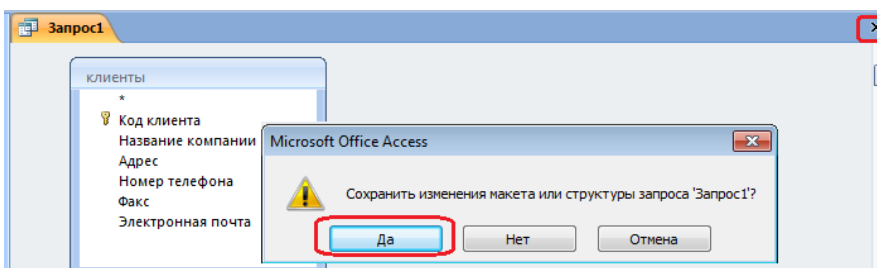 Запрос1
клиенты
*
Код клиента
Название компании
Адрес
Номер телефона
Факс
Электронная почта
Microsoft Office Access
Сохранить изменения макета или структуры запроса 'Запрос1'?
Да Нет Отмена